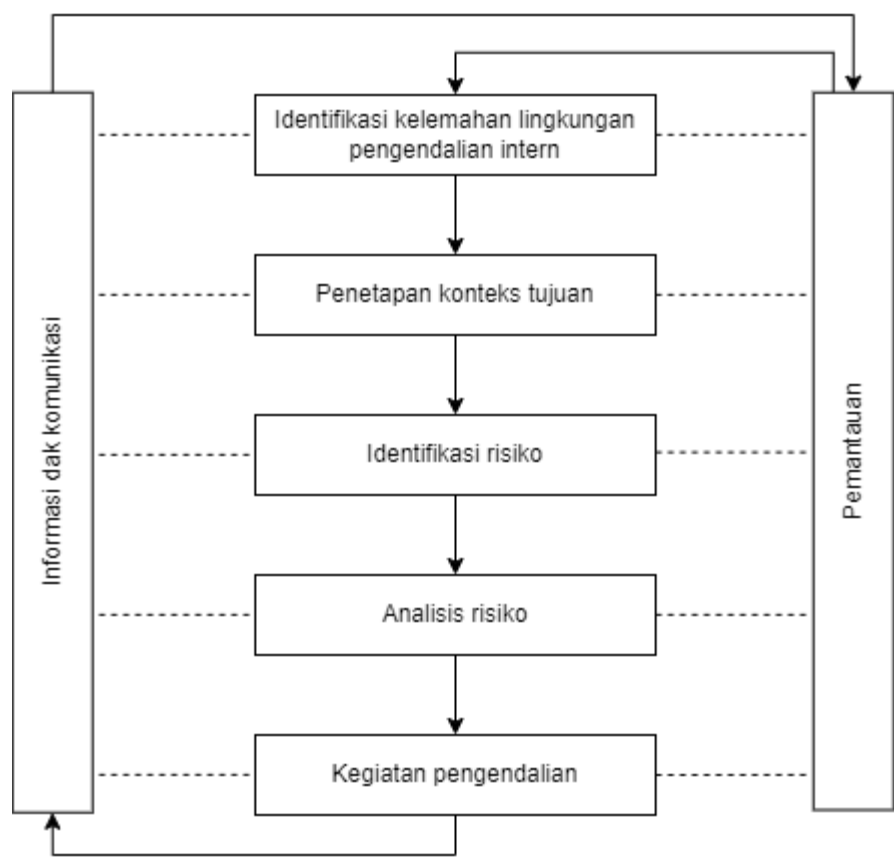 Identifikasi kelemahan lingkungan
pengendalian intern
Penetapan konteks tujuan
Identifikasi risiko
Analisis risiko
Kegiatan pengendalian
Informasi dak komunikasi
Pemantauan